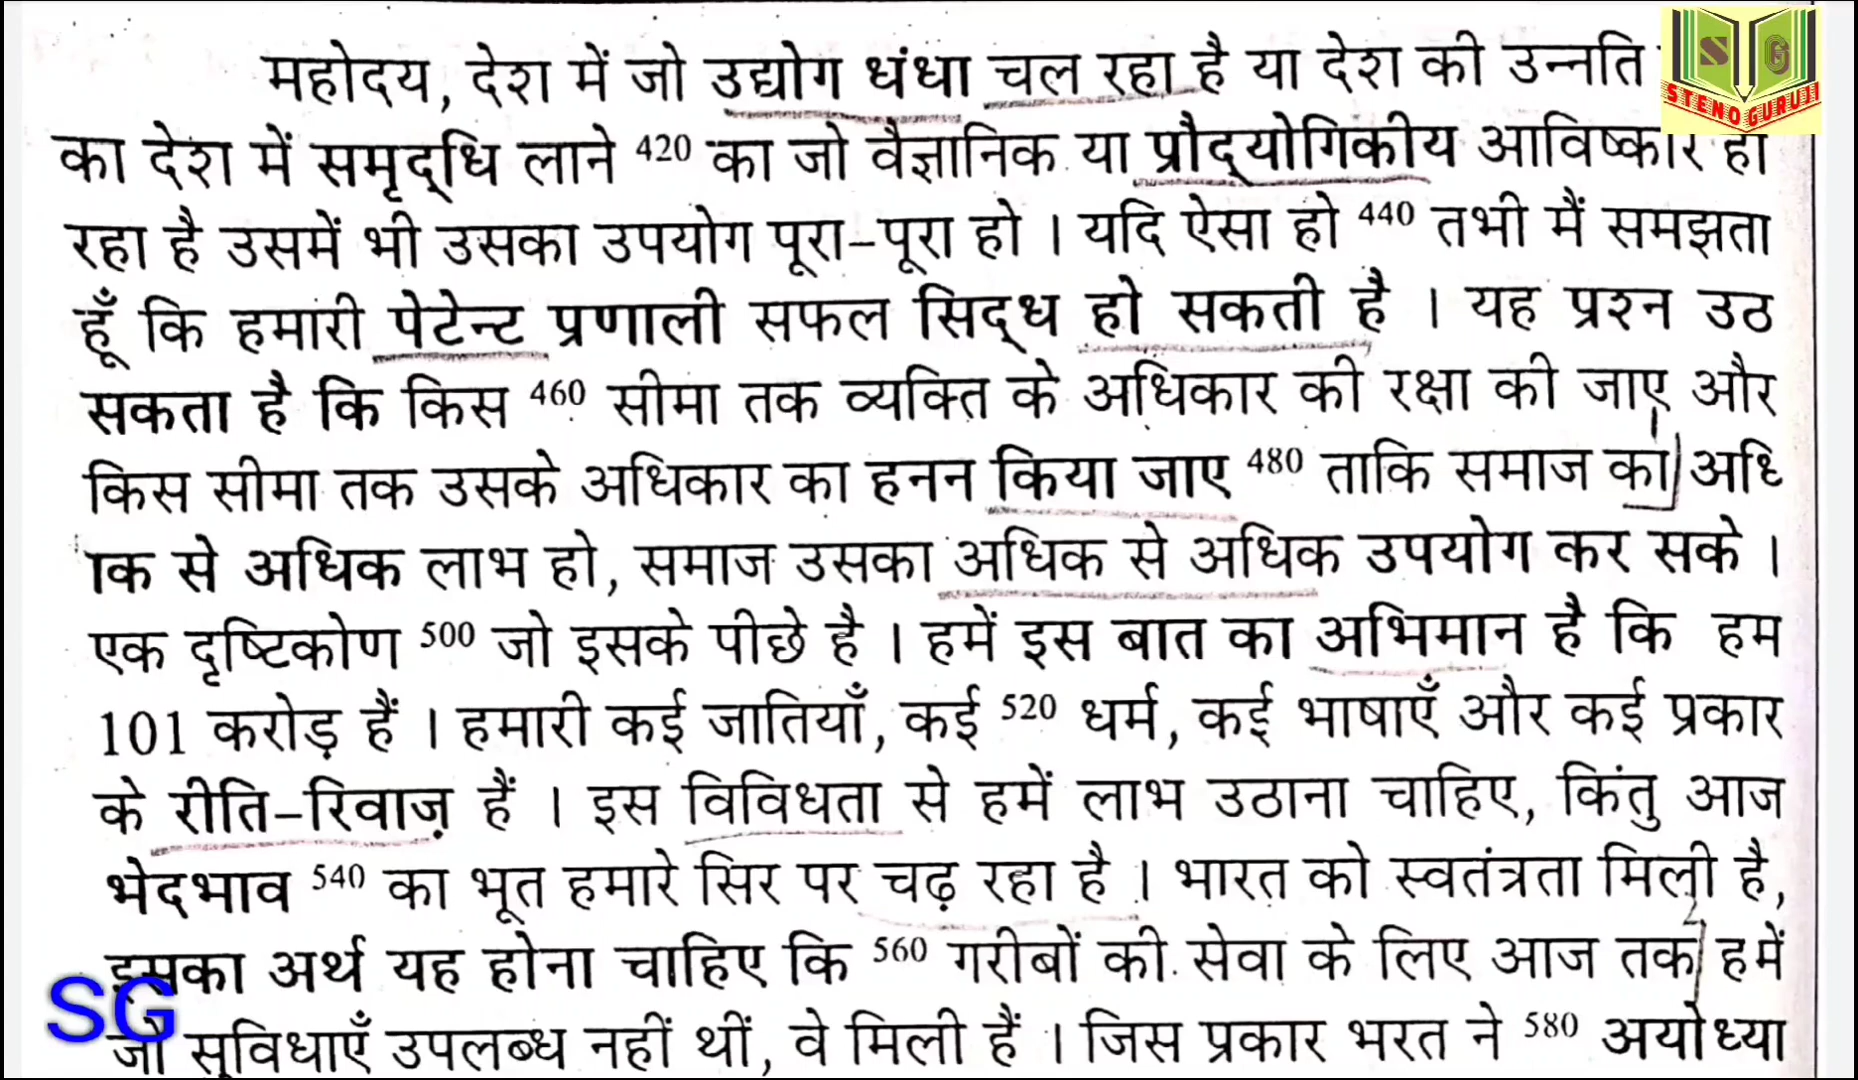 महोदय, देश में जो उद्योग धंधा चल रहा है या देश की उन्नति
S G
STENO GURUJI
का देश में समृद्धि लाने 420 का जो वैज्ञानिक या प्रौद्योगिकीय आविष्कार हो
रहा है उसमें भी उसका उपयोग पूरा-पूरा हो । यदि ऐसा हो 440 तभी मैं समझता
हूँ कि हमारी पेटेन्ट प्रणाली सफल सिद्ध हो सकती है । यह प्रश्न उठ
सकता है कि किस 460 सीमा तक व्यक्ति के अधिकार की रक्षा की जाए और
किस सीमा तक उसके अधिकार का हनन किया जाए 480 ताकि समाज को अधि
ाक से अधिक लाभ हो, समाज उसका अधिक से अधिक उपयोग कर सके ।
एक दृष्टिकोण 500 जो इसके पीछे है । हमें इस बात का अभिमान है कि हम
101 करोड़ हैं । हमारी कई जातियाँ, कई 520 धर्म, कई भाषाएँ और कई प्रकार
के रीति-रिवाज़ हैं । इस विविधता से हमें लाभ उठाना चाहिए, किंतु आज
भेदभाव 540 का भूत हमारे सिर पर चढ़ रहा है । भारत को स्वतंत्रता मिली है,
इसका अर्थ यह होना चाहिए कि 560 गरीबों की सेवा के लिए आज तक हमें
SG
जो सुविधाएँ उपलब्ध नहीं थीं, वे मिली हैं । जिस प्रकार भरत ने 580 अयोध्या